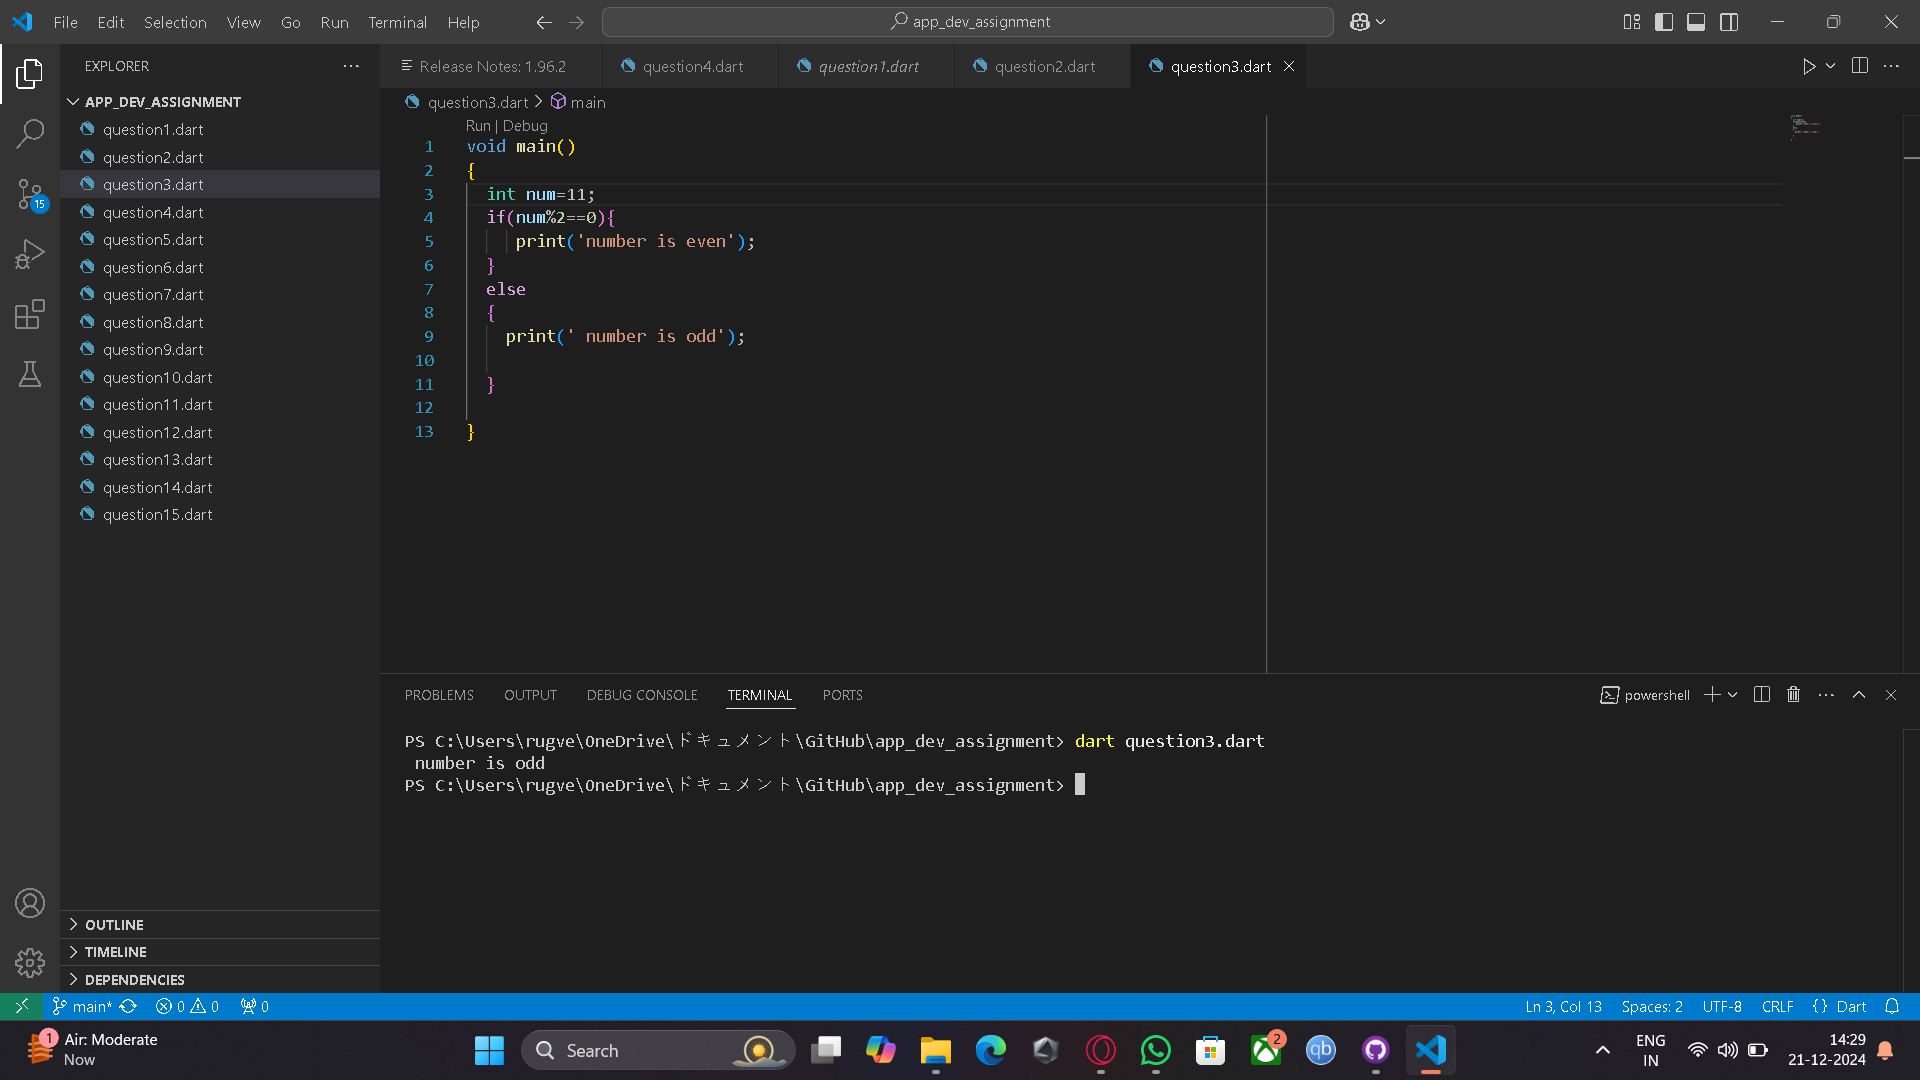 File Edit Selection View Go Run Terminal Help
app_dev_assignment
EXPLORER
APP_DEV_ASSIGNMENT
question1.dart
question2.dart
question3.dart
question4.dart
question5.dart
question6.dart
question7.dart
question8.dart
question9.dart
question10.dart
question11.dart
question12.dart
question13.dart
question14.dart
question15.dart
OUTLINE
TIMELINE
DEPENDENCIES
15
Release Notes: 1.96.2 question4.dart question1.dart question2.dart question3.dart
question3.dart main
Run | Debug
1 void main()
2 {
3 int num=11;
4 if(num%2==0){
5 print('number is even');
6 }
7 else
8 {
9 print(' number is odd');
10
11 }
12
13 }
PROBLEMS OUTPUT DEBUG CONSOLE TERMINAL PORTS
powershell
PS C:\Users\rugve\OneDrive\ドキュメント\GitHub\app_dev_assignment> dart question3.dart
 number is odd
PS C:\Users\rugve\OneDrive\ドキュメント\GitHub\app_dev_assignment>
main* 0 0 0
Ln 3, Col 13 Spaces: 2 UTF-8 CRLF {} Dart
1
Air: Moderate
Now
Search
2
qb
ENG
IN
14:29
21-12-2024